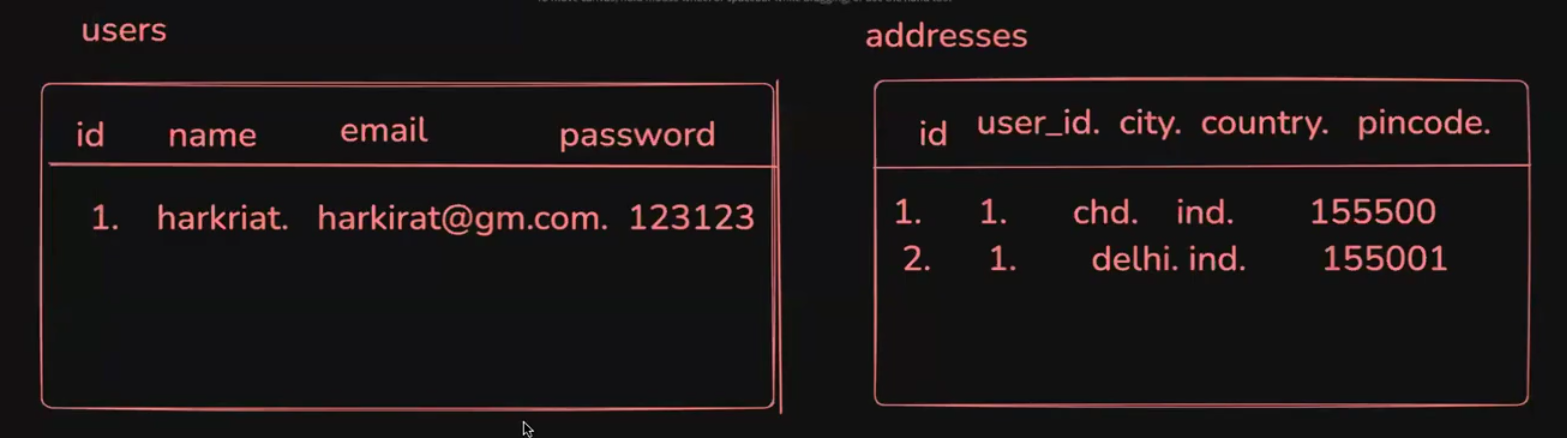 users
id name email password
1. harkriat. harkirat@gm.com. 123123
addresses
id user_id. city. country. pincode.
1. 1. chd. ind. 155500
2. 1. delhi. ind. 155001